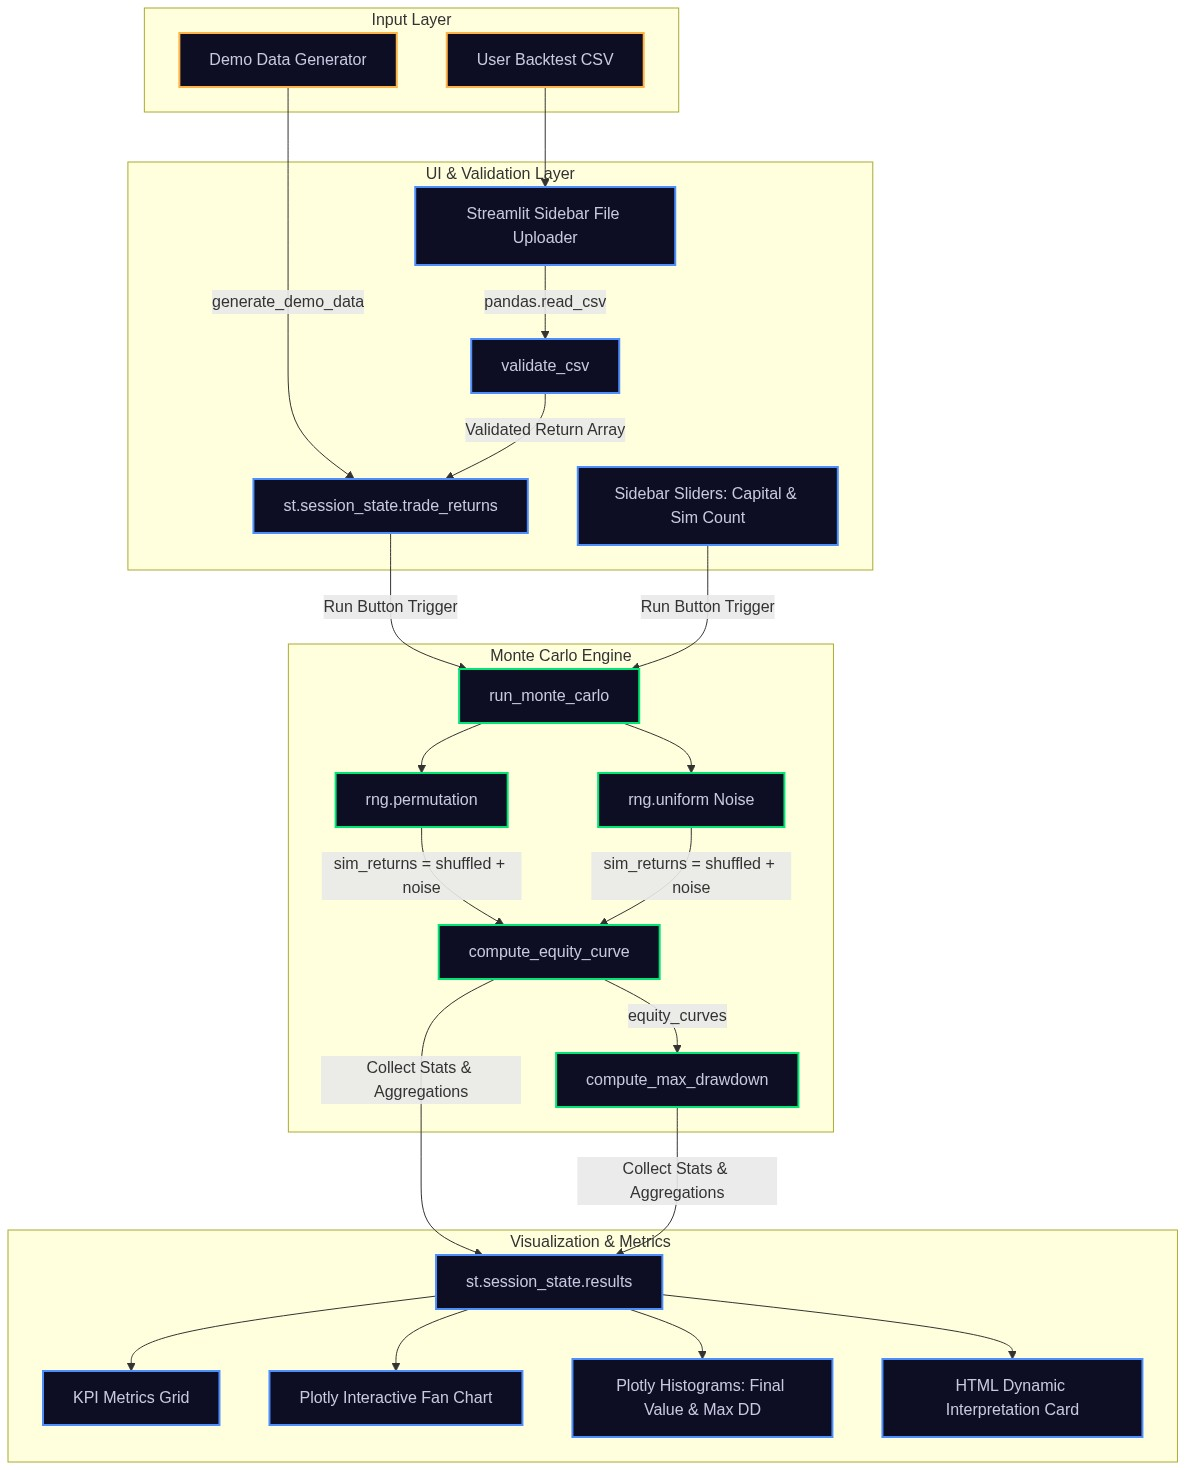 Input Layer
Demo Data Generator
User Backtest CSV
UI & Validation Layer
Streamlit Sidebar File
Uploader
generate_demo_data
pandas.read_csv
validate_csv
Validated Return Array
st.session_state.trade_returns
Sidebar Sliders: Capital &
Sim Count
Run Button Trigger
Run Button Trigger
Monte Carlo Engine
run_monte_carlo
rng.permutation
rng.uniform Noise
sim_returns = shuffled +
noise
sim_returns = shuffled +
noise
compute_equity_curve
equity_curves
Collect Stats &
Aggregations
compute_max_drawdown
Collect Stats &
Aggregations
Visualization & Metrics
st.session_state.results
KPI Metrics Grid
Plotly Interactive Fan Chart
Plotly Histograms: Final
Value & Max DD
HTML Dynamic
Interpretation Card